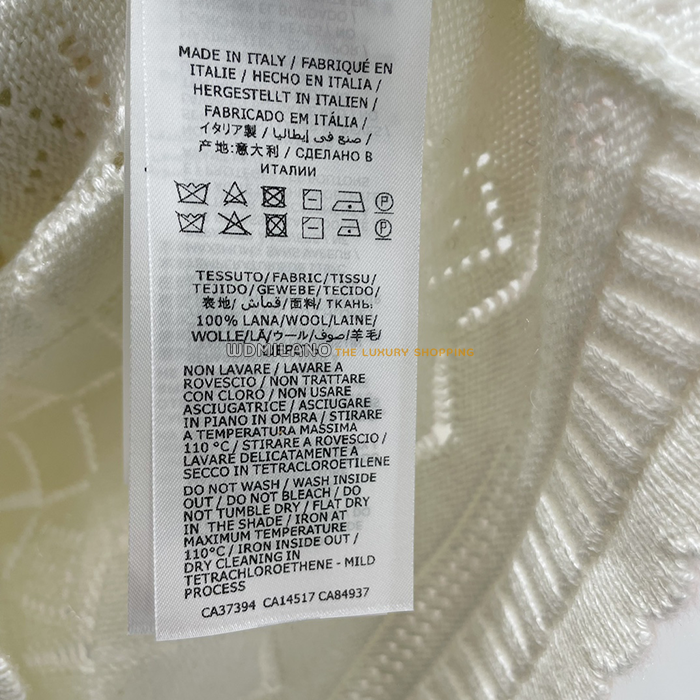 MADE IN ITALY / FABRIQUÉ EN
ITALIE / HECHO EN ITALIA /
HERGESTELLT IN ITALIEN /
FABRICADO EM ITÁLIA /
イタリア製 / صنع في إيطاليا /
产地:意大利 / СДЕЛАНО В
ИТАЛИИ
P
P
TESSUTO/FABRIC/TISSU/
TEJIDO/GEWEBE/TECIDO/
表地/ قماش /面料/ ТКАНЬ:
100% LANA/WOOL/LAINE/
WOLLE/LÃ/ウール/صوف/羊毛/
WDMILANO THE LUXURY SHOPPING
NON LAVARE / LAVARE A
ROVESCIO / NON TRATTARE
CON CLORO / NON USARE
ASCIUGATRICE / ASCIUGARE
IN PIANO IN OMBRA / STIRARE
A TEMPERATURA MASSIMA
110 °C / STIRARE A ROVESCIO /
LAVARE DELICATAMENTE A
SECCO IN TETRACLOROETILENE
DO NOT WASH / WASH INSIDE
OUT / DO NOT BLEACH / DO
NOT TUMBLE DRY / FLAT DRY
IN THE SHADE / IRON AT
MAXIMUM TEMPERATURE
110°C / IRON INSIDE OUT /
DRY CLEANING IN
TETRACHLOROETHENE - MILD
PROCESS
CA37394 CA14517 CA84937